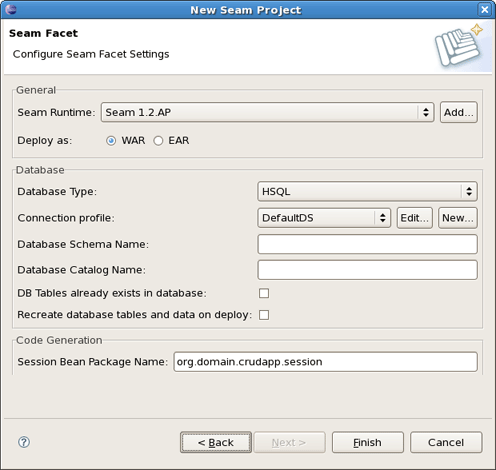 New Seam Project
Seam Facet
Configure Seam Facet Settings
General
Seam Runtime: Seam 1.2.AP Add...
Deploy as: WAR EAR
Database
Database Type: HSQL
Connection profile: DefaultDS Edit... New...
Database Schema Name:
Database Catalog Name:
DB Tables already exists in database:
Recreate database tables and data on deploy:
Code Generation
Session Bean Package Name: org.domain.crudapp.session
? < Back Next > Finish Cancel